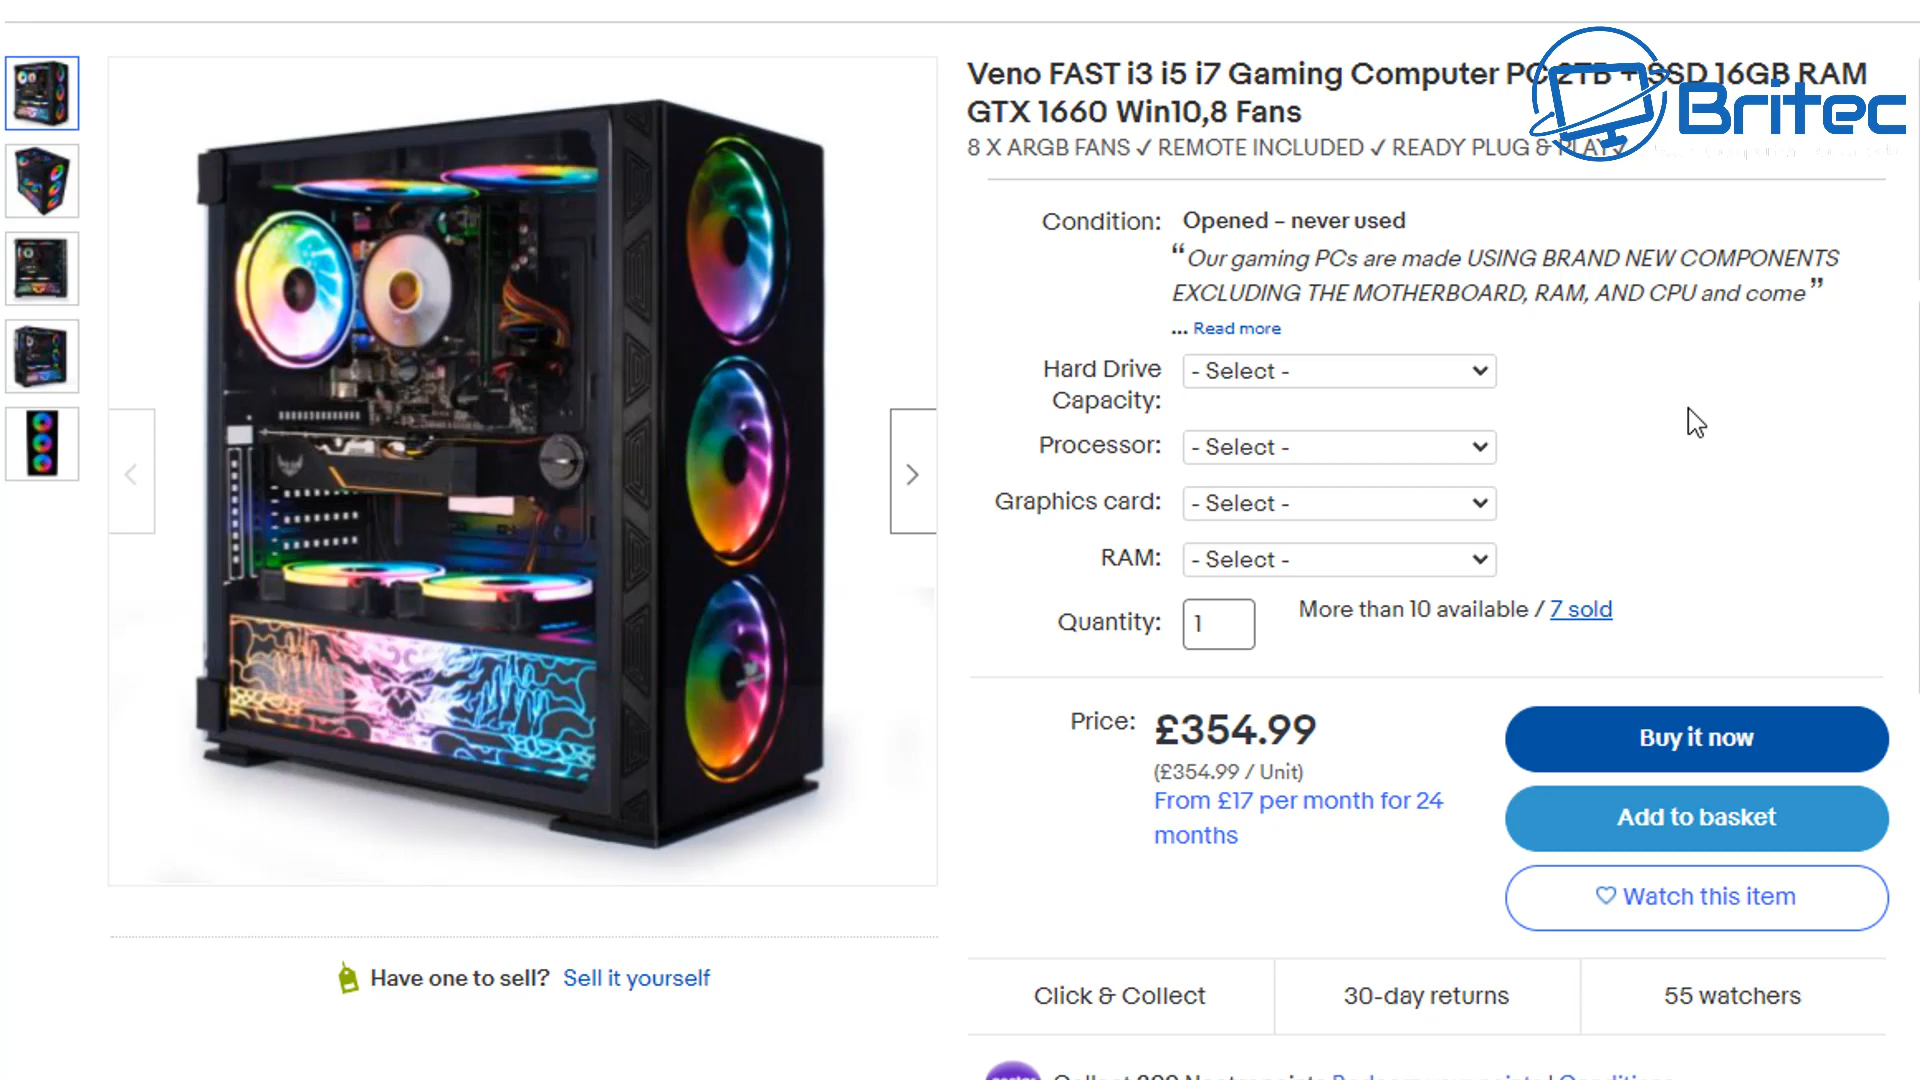 Veno FAST i3 i5 i7 Gaming Computer PC 2TB + SSD 16GB RAM
GTX 1660 Win10,8 Fans
8 X ARGB FANS ✓ REMOTE INCLUDED ✓ READY PLUG & PLAY✓
Britec
Condition: Opened – never used
“Our gaming PCs are made USING BRAND NEW COMPONENTS
EXCLUDING THE MOTHERBOARD, RAM, AND CPU and come”
... Read more
Hard Drive
Capacity:
- Select -
Processor: - Select -
Graphics card: - Select -
RAM: - Select -
Quantity: 1 More than 10 available / 7 sold
Price: £354.99
(£354.99 / Unit)
From £17 per month for 24
months
Buy it now
Add to basket
Watch this item
Have one to sell? Sell it yourself
Click & Collect 30-day returns 55 watchers